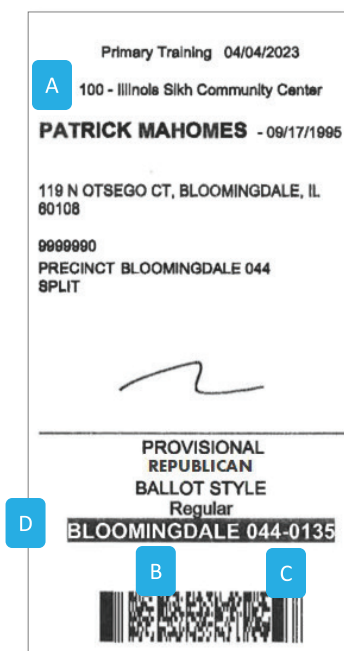 Primary Training 04/04/2023
A
100 - Illinois Sikh Community Center
PATRICK MAHOMES - 09/17/1995
119 N OTSEGO CT, BLOOMINGDALE, IL
60108
9999990
PRECINCT BLOOMINGDALE 044
SPLIT
PROVISIONAL
REPUBLICAN
BALLOT STYLE
Regular
D
BLOOMINGDALE 044-0135
B
C